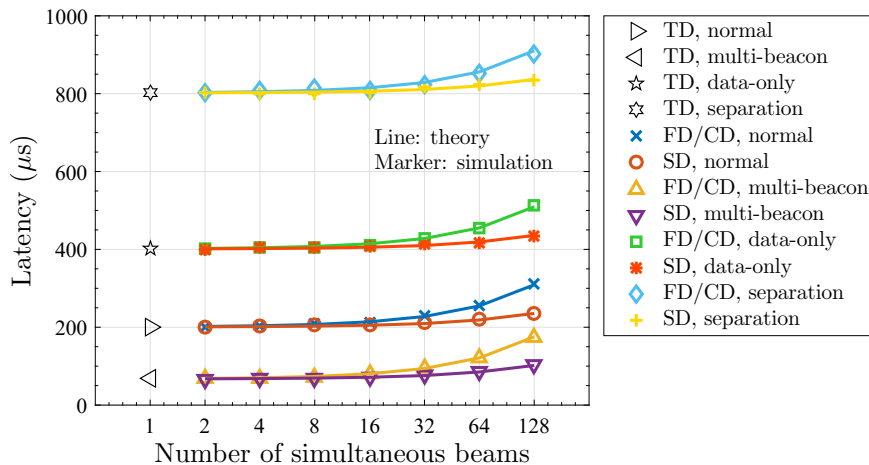 1000
800
600
400
200
0
Latency (μs)
Line: theory
Marker: simulation
1 2 4 8 16 32 64 128
Number of simultaneous beams
TD, normal
TD, multi-beacon
TD, data-only
TD, separation
FD/CD, normal
SD, normal
FD/CD, multi-beacon
SD, multi-beacon
FD/CD, data-only
SD, data-only
FD/CD, separation
SD, separation